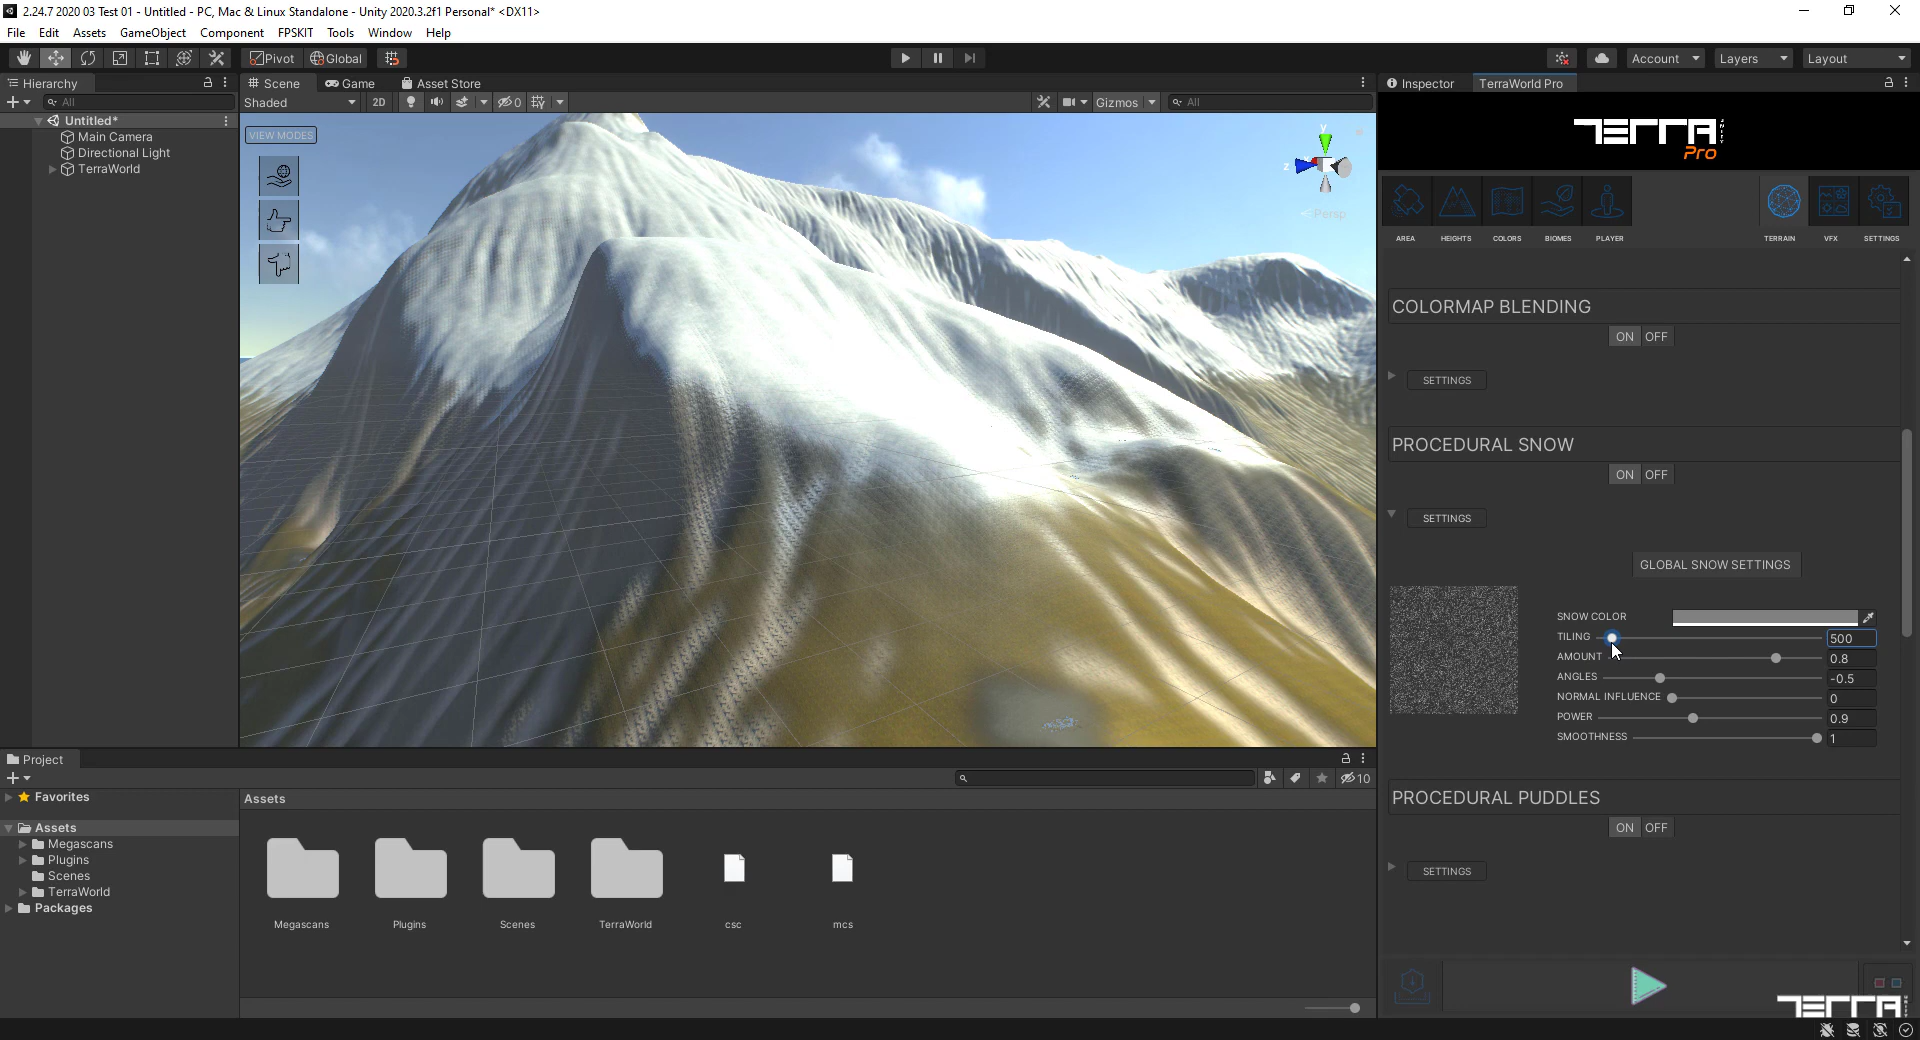 2.24.7 2020 03 Test 01 - Untitled - PC, Mac & Linux Standalone - Unity 2020.3.2f1 Personal* <DX11>
File Edit Assets GameObject Component FPSKIT Tools Window Help
Pivot Global Account Layers Layout
Hierarchy
All
Untitled*
Main Camera
Directional Light
TerraWorld
Scene Game Asset Store
Shaded 2D 0 Gizmos All
VIEW MODES
y
z
Persp
Inspector TerraWorld Pro
TERRA
Pro
AREA HEIGHTS COLORS BIOMES PLAYER TERRAIN VFX SETTINGS
COLORMAP BLENDING
ON OFF
SETTINGS
PROCEDURAL SNOW
ON OFF
SETTINGS
GLOBAL SNOW SETTINGS
SNOW COLOR
TILING 500
AMOUNT 0.8
ANGLES -0.5
NORMAL INFLUENCE 0
POWER 0.9
SMOOTHNESS 1
PROCEDURAL PUDDLES
ON OFF
SETTINGS
TERRA
Project
10
Favorites
Assets
Megascans
Plugins
Scenes
TerraWorld
Packages
Assets
Megascans Plugins Scenes TerraWorld csc mcs